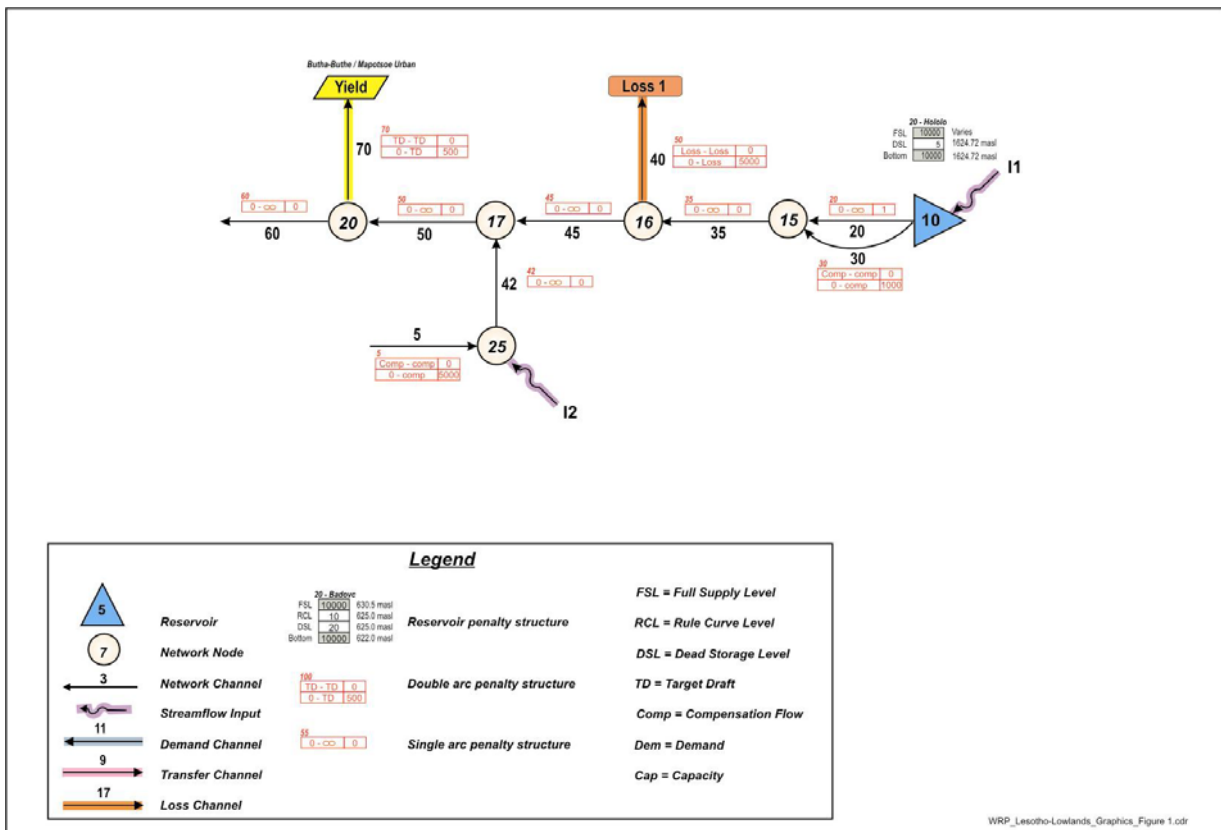 Butha-Buthe / Mapotsoe Urban
Yield
Loss 1
20 - Hololo
FSL 10000 Varies
DSL 5 1624.72 masl
Bottom 10000 1624.72 masl
I1
70
TD - TD 0
0 - TD 500
70
50
Loss - Loss 0
0 - Loss 5000
40
60
0 - ∞ 0
60
20
50
0 - ∞ 0
50
17
45
0 - ∞ 0
45
16
35
0 - ∞ 0
35
15
20
0 - ∞ 1
20
10
30
30
Comp - comp 0
0 - comp 1000
42
42
0 - ∞ 0
5
25
5
Comp - comp 0
0 - comp 5000
I2
Legend
5
Reservoir
7
Network Node
3
Network Channel
Streamflow Input
11
Demand Channel
9
Transfer Channel
17
Loss Channel
20 - Badove
FSL 10000 630.5 masl
RCL 10 625.0 masl
DSL 20 625.0 masl
Bottom 10000 622.0 masl
Reservoir penalty structure
100
TD - TD 0
0 - TD 500
Double arc penalty structure
55
0 - ∞ 0
Single arc penalty structure
FSL = Full Supply Level
RCL = Rule Curve Level
DSL = Dead Storage Level
TD = Target Draft
Comp = Compensation Flow
Dem = Demand
Cap = Capacity
WRP_Lesotho-Lowlands_Graphics_Figure 1.cdr